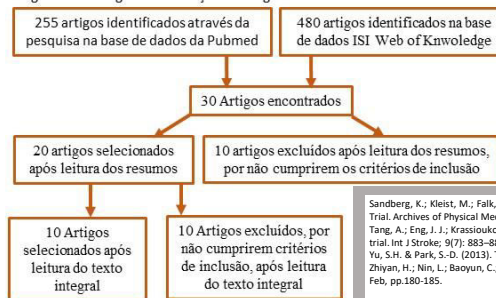 255 artigos identificados através da
pesquisa na base de dados da Pubmed
480 artigos identificados na base
de dados ISI Web of Knwoledge
30 Artigos encontrados
20 artigos selecionados
após leitura dos resumos
10 artigos excluídos após leitura dos resumos,
por não cumprirem os critérios de inclusão
10 Artigos
selecionados após
leitura do texto
integral
10 Artigos excluídos, por
não cumprirem critérios
de inclusão, após leitura
do texto integral
Sandberg, K.; Kleist, M.; Falk,
Trial. Archives of Physical Me
Tang, A.; Eng, J. J.; Krassiouko
trial. Int J Stroke; 9(7): 883–88
Yu, S.H. & Park, S.-D. (2013). T
Zhiyan, H.; Nin, L.; Baoyun, C.
Feb, pp.180-185.